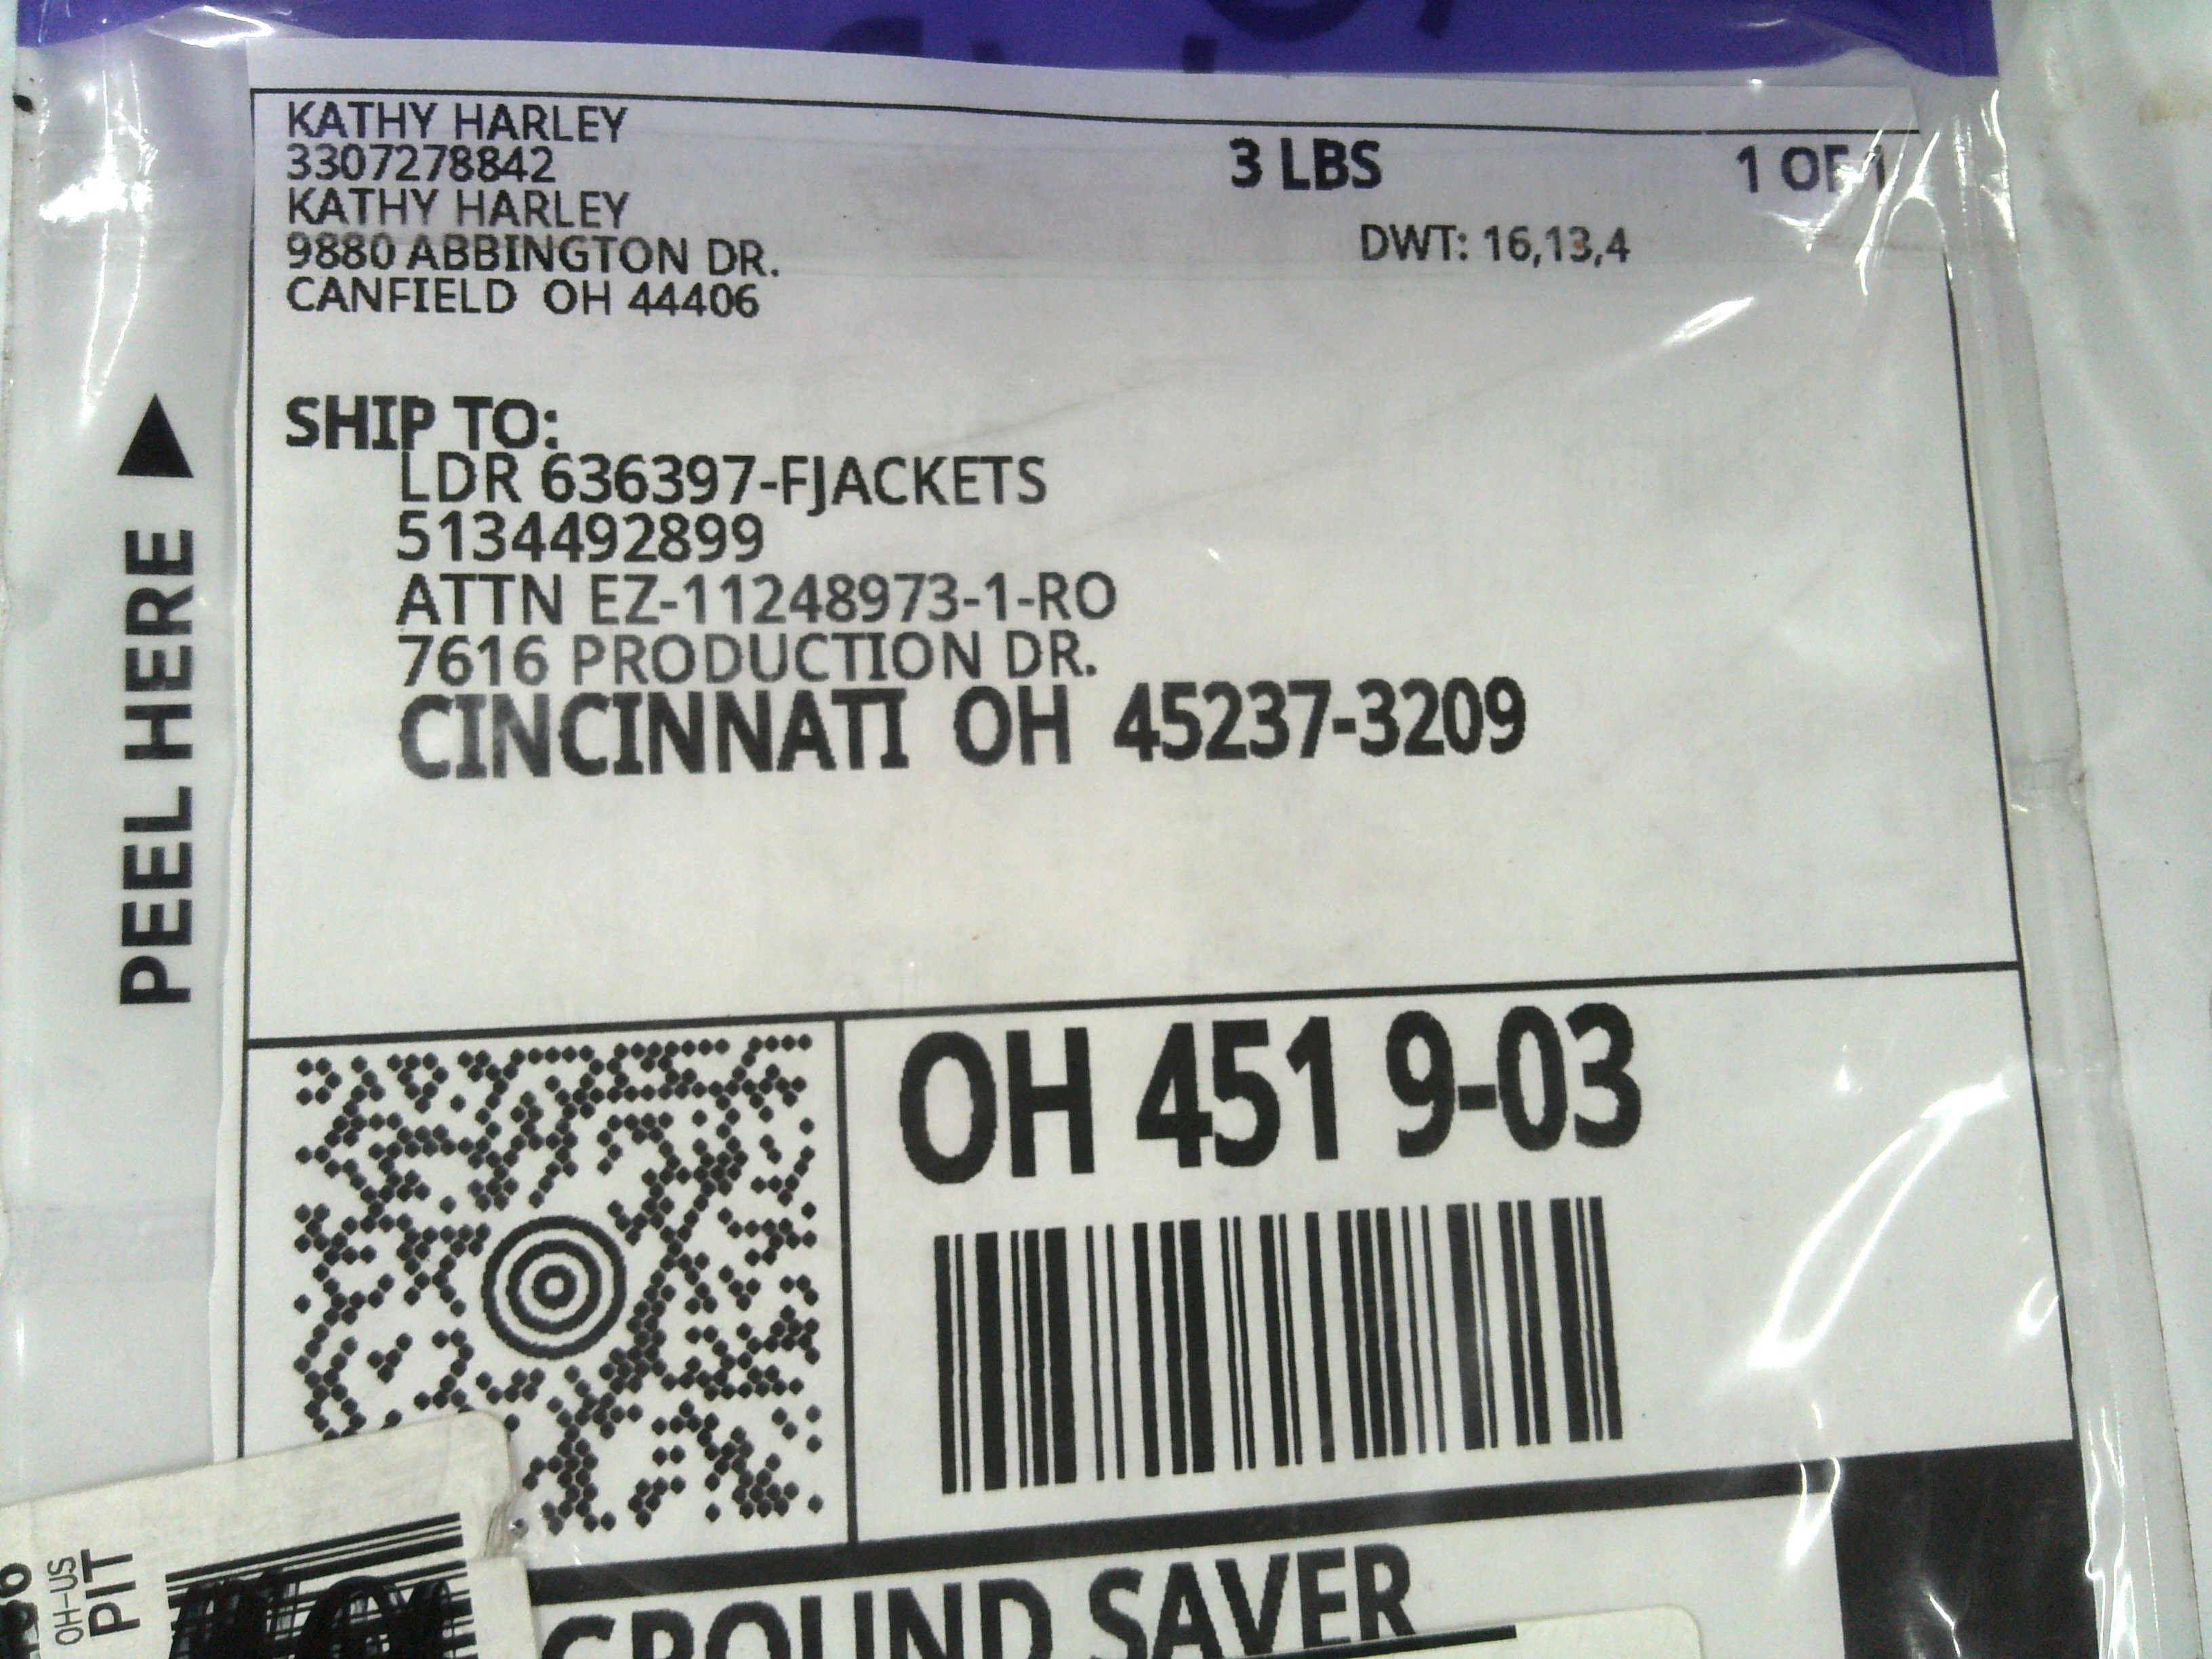 KATHY HARLEY
3307278842
KATHY HARLEY
9880 ABBINGTON DR.
CANFIELD OH 44406
3 LBS
1 OF 1
DWT: 16,13,4
SHIP TO:
LDR 636397-FJACKETS
5134492899
ATTN EZ-11248973-1-RO
7616 PRODUCTION DR.
CINCINNATI OH 45237-3209
PEEL HERE
OH 451 9-03
GROUND SAVER
OH-US
PIT